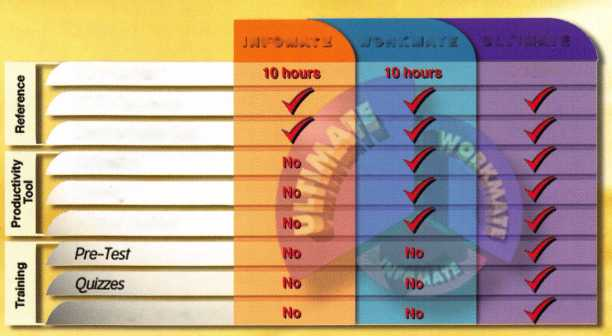 INFOMATE WORKMATE ULTIMATE
10 hours 10 hours
Reference
No
Productivity
Tool
No
No
Pre-Test No No
Training
Quizzes No No
No No
ULTIMATE
WORKMATE
INFOMATE